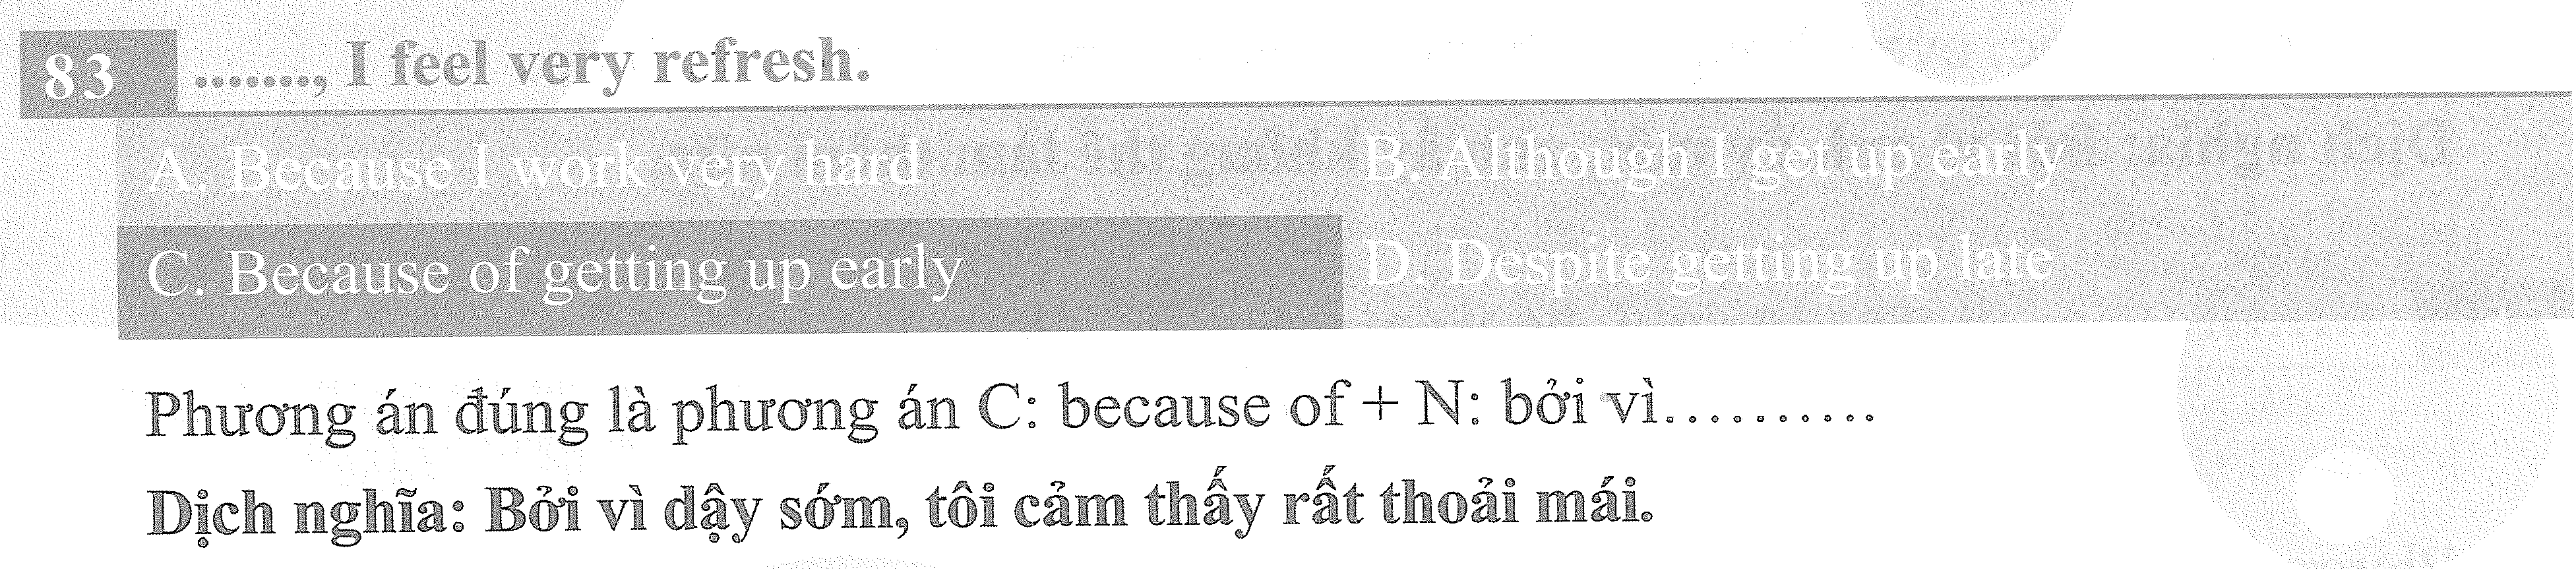 83 ........, I feel very refresh.
A. Because I work very hard B. Although I get up early
C. Because of getting up early D. Despite getting up late
Phương án đúng là phương án C: because of + N: bởi vì..........
Dịch nghĩa: Bởi vì dậy sớm, tôi cảm thấy rất thoải mái.